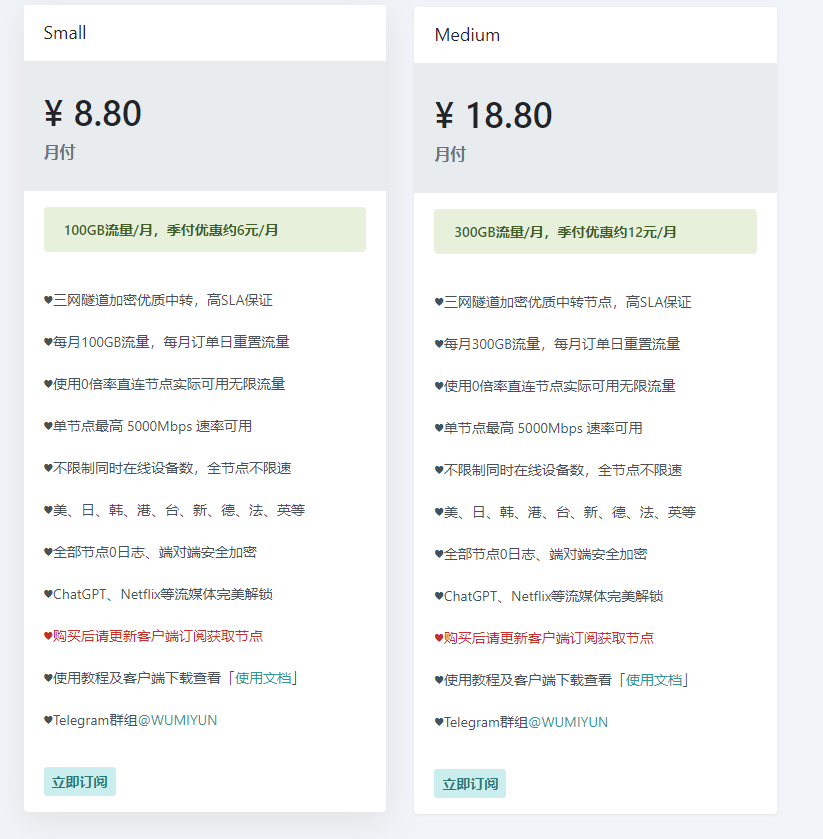 Small
¥ 8.80
月付
100GB流量/月，季付优惠约6元/月
♥三网隧道加密优质中转，高SLA保证
♥每月100GB流量，每月订单日重置流量
♥使用0倍率直连节点实际可用无限流量
♥单节点最高 5000Mbps 速率可用
♥不限制同时在线设备数，全节点不限速
♥美、日、韩、港、台、新、德、法、英等
♥全部节点0日志、端对端安全加密
♥ChatGPT、Netflix等流媒体完美解锁
♥购买后请更新客户端订阅获取节点
♥使用教程及客户端下载查看「使用文档」
♥Telegram群组@WUMIYUN
立即订阅
Medium
¥ 18.80
月付
300GB流量/月，季付优惠约12元/月
♥三网隧道加密优质中转节点，高SLA保证
♥每月300GB流量，每月订单日重置流量
♥使用0倍率直连节点实际可用无限流量
♥单节点最高 5000Mbps 速率可用
♥不限制同时在线设备数，全节点不限速
♥美、日、韩、港、台、新、德、法、英等
♥全部节点0日志、端对端安全加密
♥ChatGPT、Netflix等流媒体完美解锁
♥购买后请更新客户端订阅获取节点
♥使用教程及客户端下载查看「使用文档」
♥Telegram群组@WUMIYUN
立即订阅